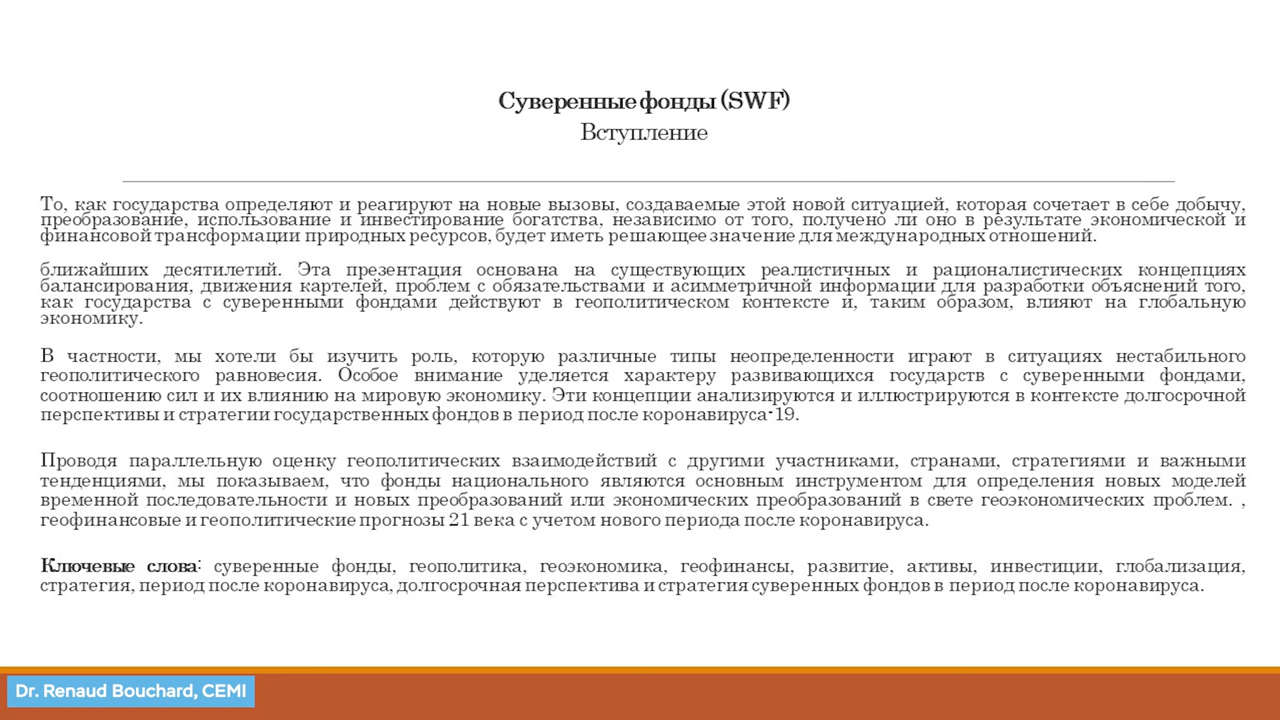 Суверенные фонды (SWF)
Вступление
То, как государства определяют и реагируют на новые вызовы, создаваемые этой новой ситуацией, которая сочетает в себе добычу,
преобразование, использование и инвестирование богатства, независимо от того, получено ли оно в результате экономической и
финансовой трансформации природных ресурсов, будет иметь решающее значение для международных отношений.
ближайших десятилетий. Эта презентация основана на существующих реалистичных и рационалистических концепциях
балансирования, движения картелей, проблем с обязательствами и асимметричной информации для разработки объяснений того,
как государства с суверенными фондами действуют в геополитическом контексте и, таким образом, влияют на глобальную
экономику.
В частности, мы хотели бы изучить роль, которую различные типы неопределенности играют в ситуациях нестабильного
геополитического равновесия. Особое внимание уделяется характеру развивающихся государств с суверенными фондами,
соотношению сил и их влиянию на мировую экономику. Эти концепции анализируются и иллюстрируются в контексте долгосрочной
перспективы и стратегии государственных фондов в период после коронавируса-19.
Проводя параллельную оценку геополитических взаимодействий с другими участниками, странами, стратегиями и важными
тенденциями, мы показываем, что фонды национального являются основным инструментом для определения новых моделей
временной последовательности и новых преобразований или экономических преобразований в свете геоэкономических проблем. ,
геофинансовые и геополитические прогнозы 21 века с учетом нового периода после коронавируса.
Ключевые слова: суверенные фонды, геополитика, геоэкономика, геофинансы, развитие, активы, инвестиции, глобализация,
стратегия, период после коронавируса, долгосрочная перспектива и стратегия суверенных фондов в период после коронавируса.
Dr. Renaud Bouchard, CEMI